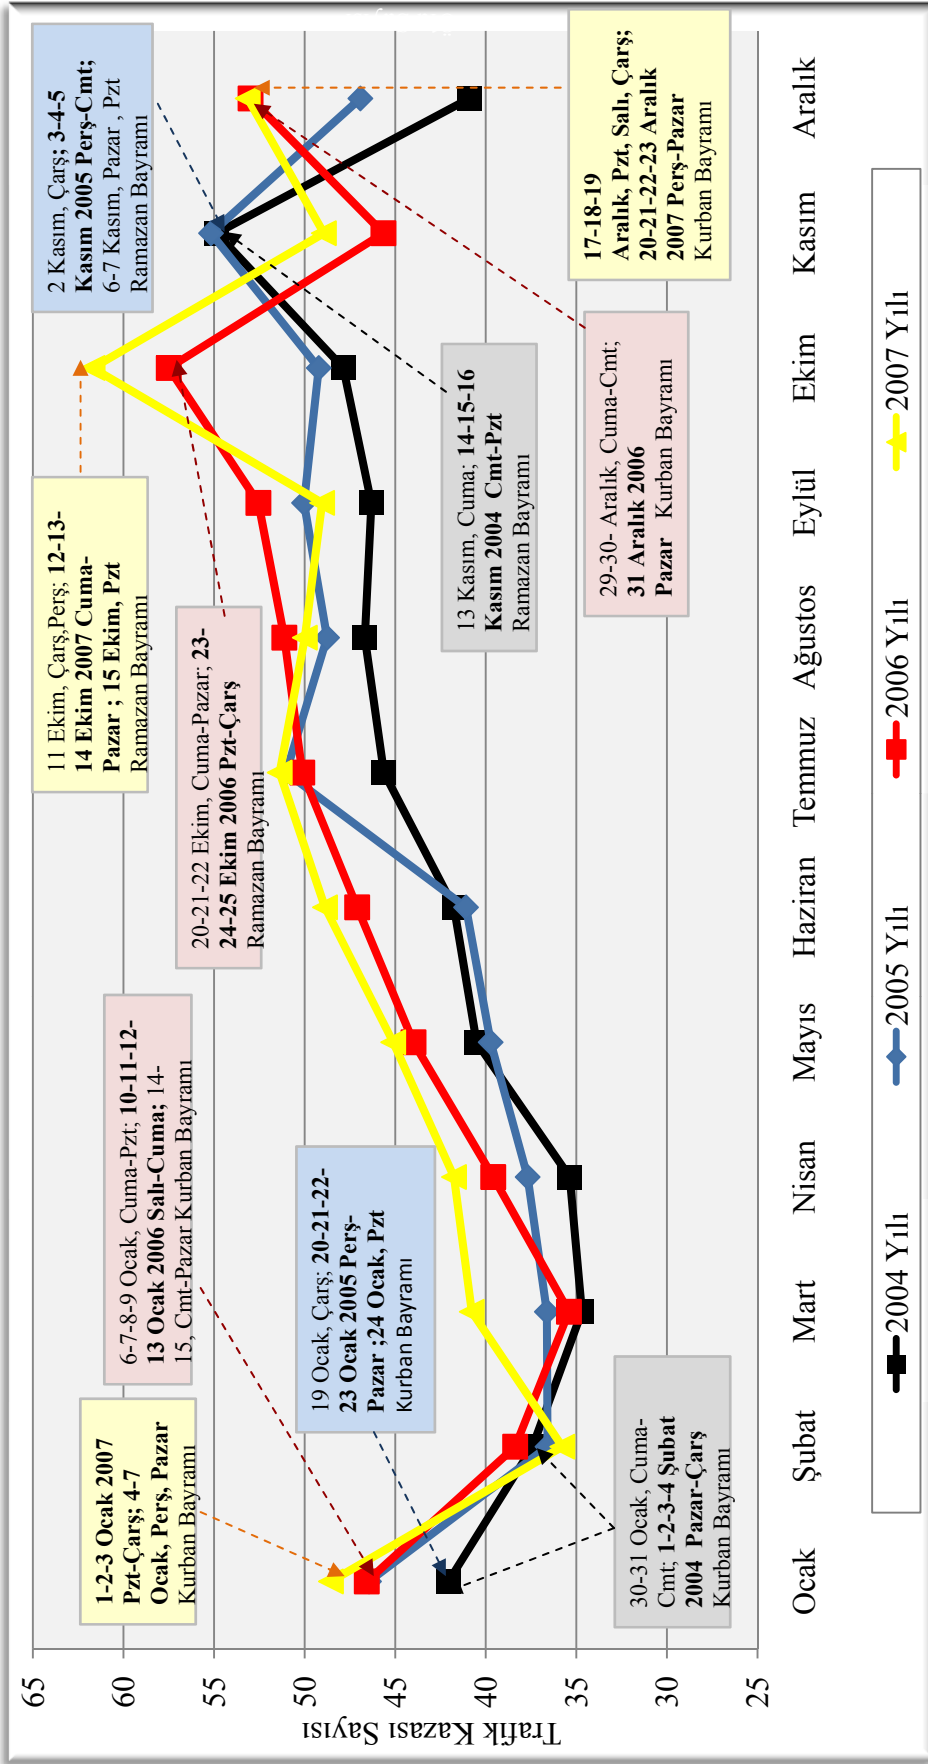 1-2-3 Ocak 2007
Pzt-Çarş; 4-7
Ocak, Perş, Pazar
Kurban Bayramı
6-7-8-9 Ocak, Cuma-Pzt; 10-11-12-
13 Ocak 2006 Salı-Cuma; 14-
15, Cmt-Pazar Kurban Bayramı
19 Ocak, Çarş; 20-21-22-
23 Ocak 2005 Perş-
Pazar ;24 Ocak, Pzt
Kurban Bayramı
30-31 Ocak, Cuma-
Cmt; 1-2-3-4 Şubat
2004 Pazar-Çarş
Kurban Bayramı
11 Ekim, Çarş,Perş; 12-13-
14 Ekim 2007 Cuma-
Pazar ; 15 Ekim, Pzt
Ramazan Bayramı
20-21-22 Ekim, Cuma-Pazar; 23-
24-25 Ekim 2006 Pzt-Çarş
Ramazan Bayramı
2 Kasım, Çarş; 3-4-5
Kasım 2005 Perş-Cmt;
6-7 Kasım, Pazar , Pzt
Ramazan Bayramı
13 Kasım, Cuma; 14-15-16
Kasım 2004 Cmt-Pzt
Ramazan Bayramı
29-30- Aralık, Cuma-Cmt;
31 Aralık 2006
Pazar Kurban Bayramı
17-18-19
Aralık, Pzt, Salı, Çarş;
20-21-22-23 Aralık
2007 Perş-Pazar
Kurban Bayramı
Trafik Kazası Sayısı
65
60
55
50
45
40
35
30
25
Ocak Şubat Mart Nisan Mayıs Haziran Temmuz Ağustos Eylül Ekim Kasım Aralık
2004 Yılı 2005 Yılı 2006 Yılı 2007 Yılı